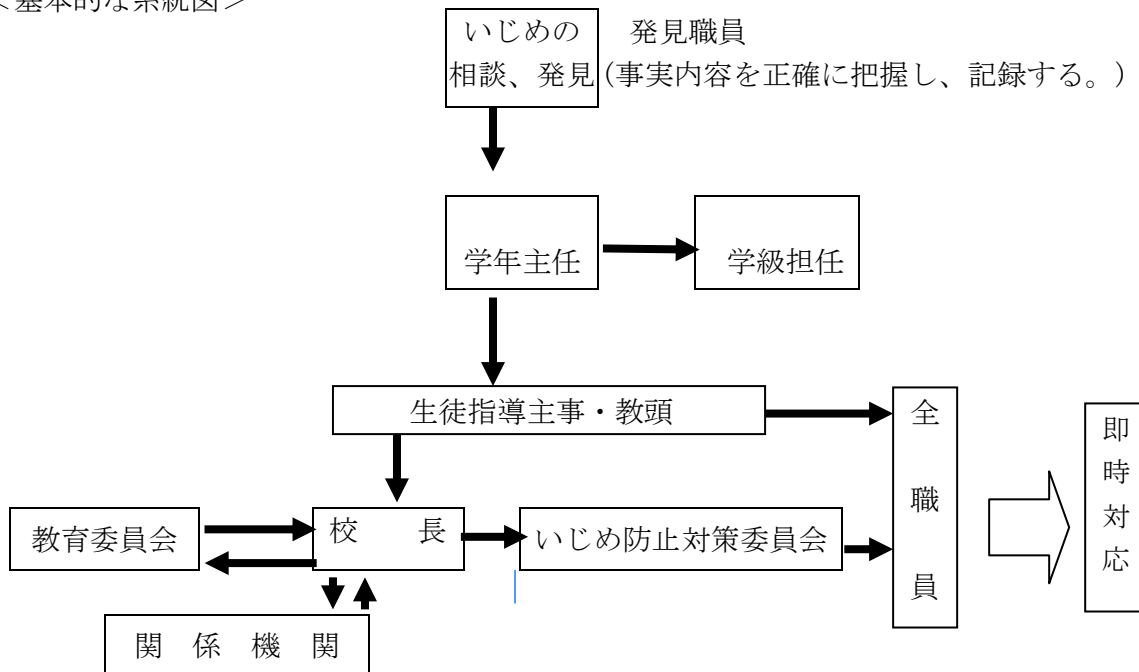 ＜基本的な系統図＞
いじめの 発見職員
相談、発見(事実内容を正確に把握し、記録する。)
学年主任 学級担任
生徒指導主事・教頭
全職員
即時対応
教育委員会 校 長 いじめ防止対策委員会
関 係 機 関